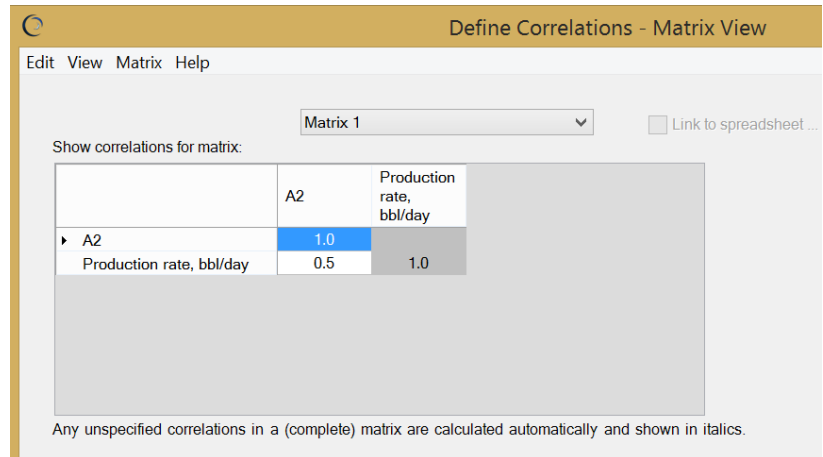 Define Correlations - Matrix View
Edit View Matrix Help
Matrix 1
Link to spreadsheet ...
Show correlations for matrix:
A2
Production
rate,
bbl/day
A2 1.0
Production rate, bbl/day 0.5 1.0
Any unspecified correlations in a (complete) matrix are calculated automatically and shown in italics.